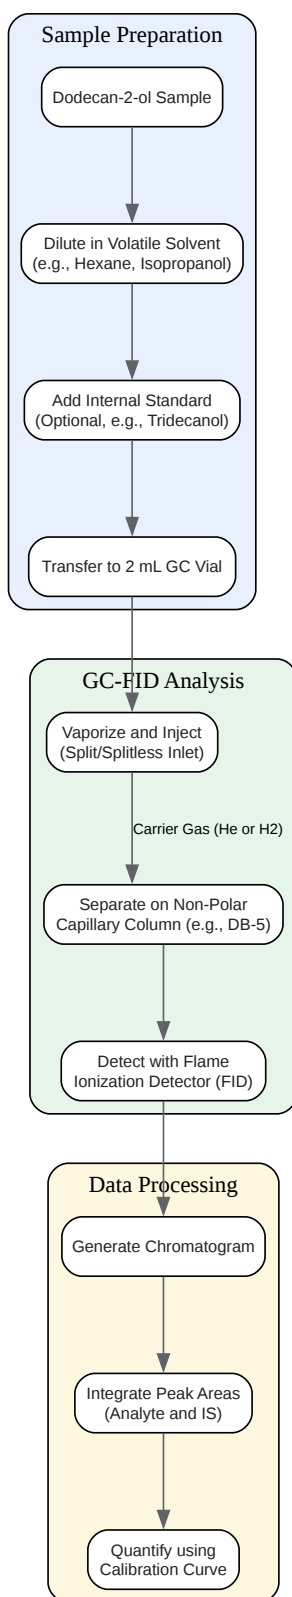 Sample Preparation
Dodecan-2-ol Sample
Dilute in Volatile Solvent
(e.g., Hexane, Isopropanol)
Add Internal Standard
(Optional, e.g., Tridecanol)
Transfer to 2 mL GC Vial
GC-FID Analysis
Vaporize and Inject
(Split/Splitless Inlet)
Carrier Gas (He or H2)
Separate on Non-Polar
Capillary Column (e.g., DB-5)
Detect with Flame
Ionization Detector (FID)
Data Processing
Generate Chromatogram
Integrate Peak Areas
(Analyte and IS)
Quantify using
Calibration Curve